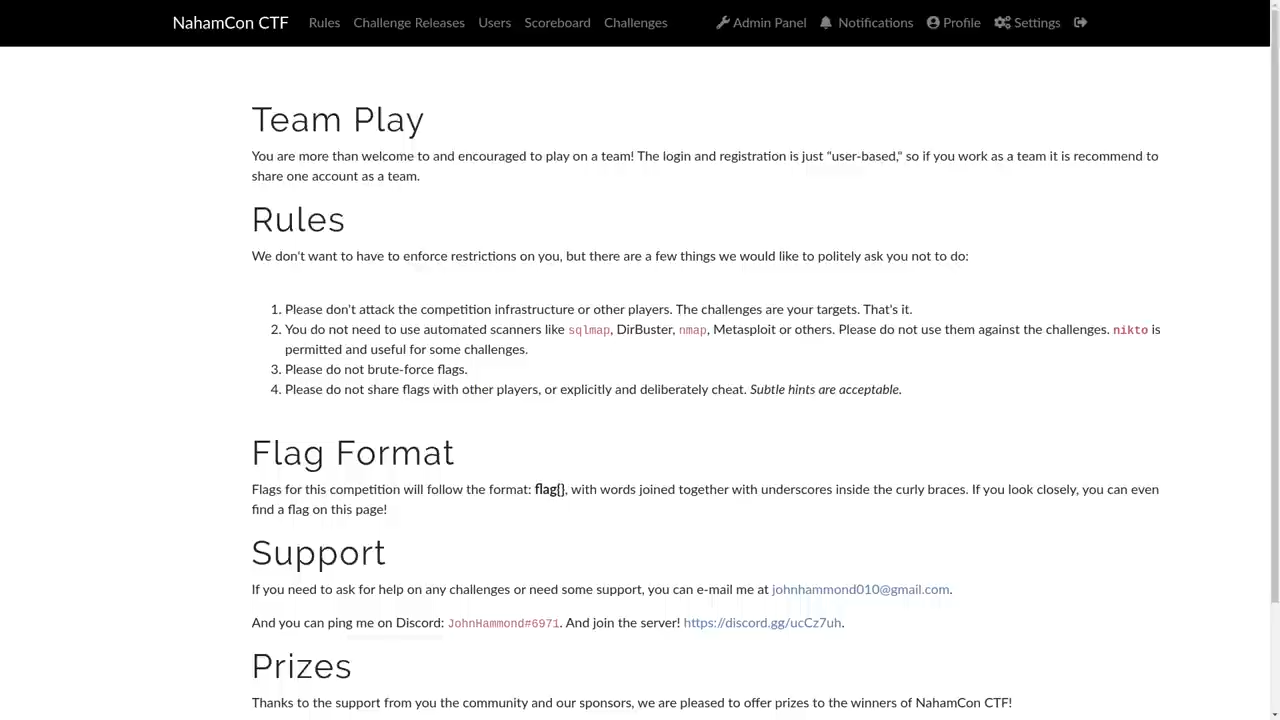 NahamCon CTF Rules Challenge Releases Users Scoreboard Challenges Admin Panel Notifications Profile Settings
Team Play
You are more than welcome to and encouraged to play on a team! The login and registration is just “user-based,” so if you work as a team it is recommend to
share one account as a team.
Rules
We don't want to have to enforce restrictions on you, but there are a few things we would like to politely ask you not to do:
1. Please don’t attack the competition infrastructure or other players. The challenges are your targets. That's it.
2. You do not need to use automated scanners like sqlmap, DirBuster, nmap, Metasploit or others. Please do not use them against the challenges. nikto is
permitted and useful for some challenges.
3. Please do not brute-force flags.
4. Please do not share flags with other players, or explicitly and deliberately cheat. Subtle hints are acceptable.
Flag Format
Flags for this competition will follow the format: flag{}, with words joined together with underscores inside the curly braces. If you look closely, you can even
find a flag on this page!
Support
If you need to ask for help on any challenges or need some support, you can e-mail me at johnhammond010@gmail.com.
And you can ping me on Discord: JohnHammond#6971. And join the server! https://discord.gg/ucCz7uh.
Prizes
Thanks to the support from you the community and our sponsors, we are pleased to offer prizes to the winners of NahamCon CTF!